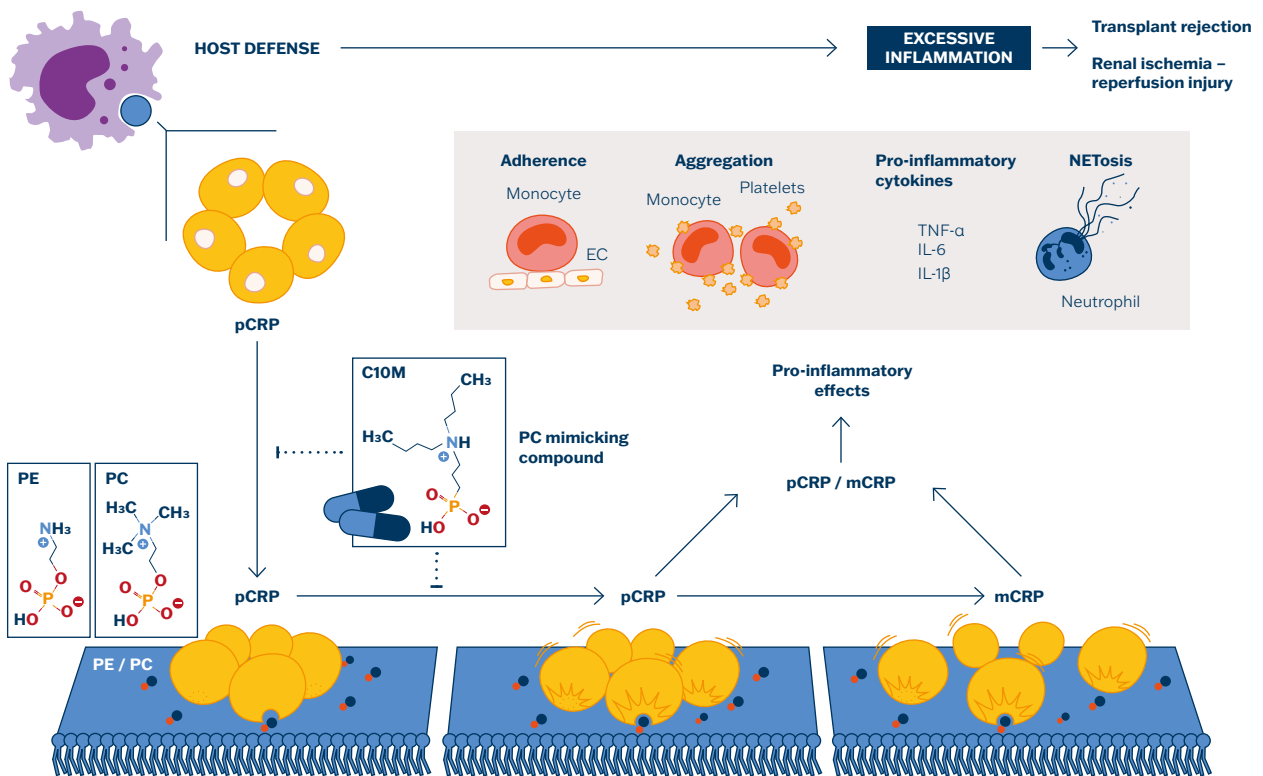 HOST DEFENSE
EXCESSIVE
INFLAMMATION
Transplant rejection
Renal ischemia –
reperfusion injury
Adherence
Monocyte
EC
Aggregation
Monocyte
Platelets
Pro-inflammatory
cytokines
TNF-α
IL-6
IL-1β
NETosis
Neutrophil
pCRP
C10M
CH₃
H₃C
NH
+
P
O
O
−
HO
PC mimicking
compound
Pro-inflammatory
effects
pCRP / mCRP
PE
NH₃
+
O
O
P
O
−
HO
PC
H₃C
CH₃
N
H₃C
+
O
O
P
O
−
HO
pCRP
pCRP
mCRP
PE / PC